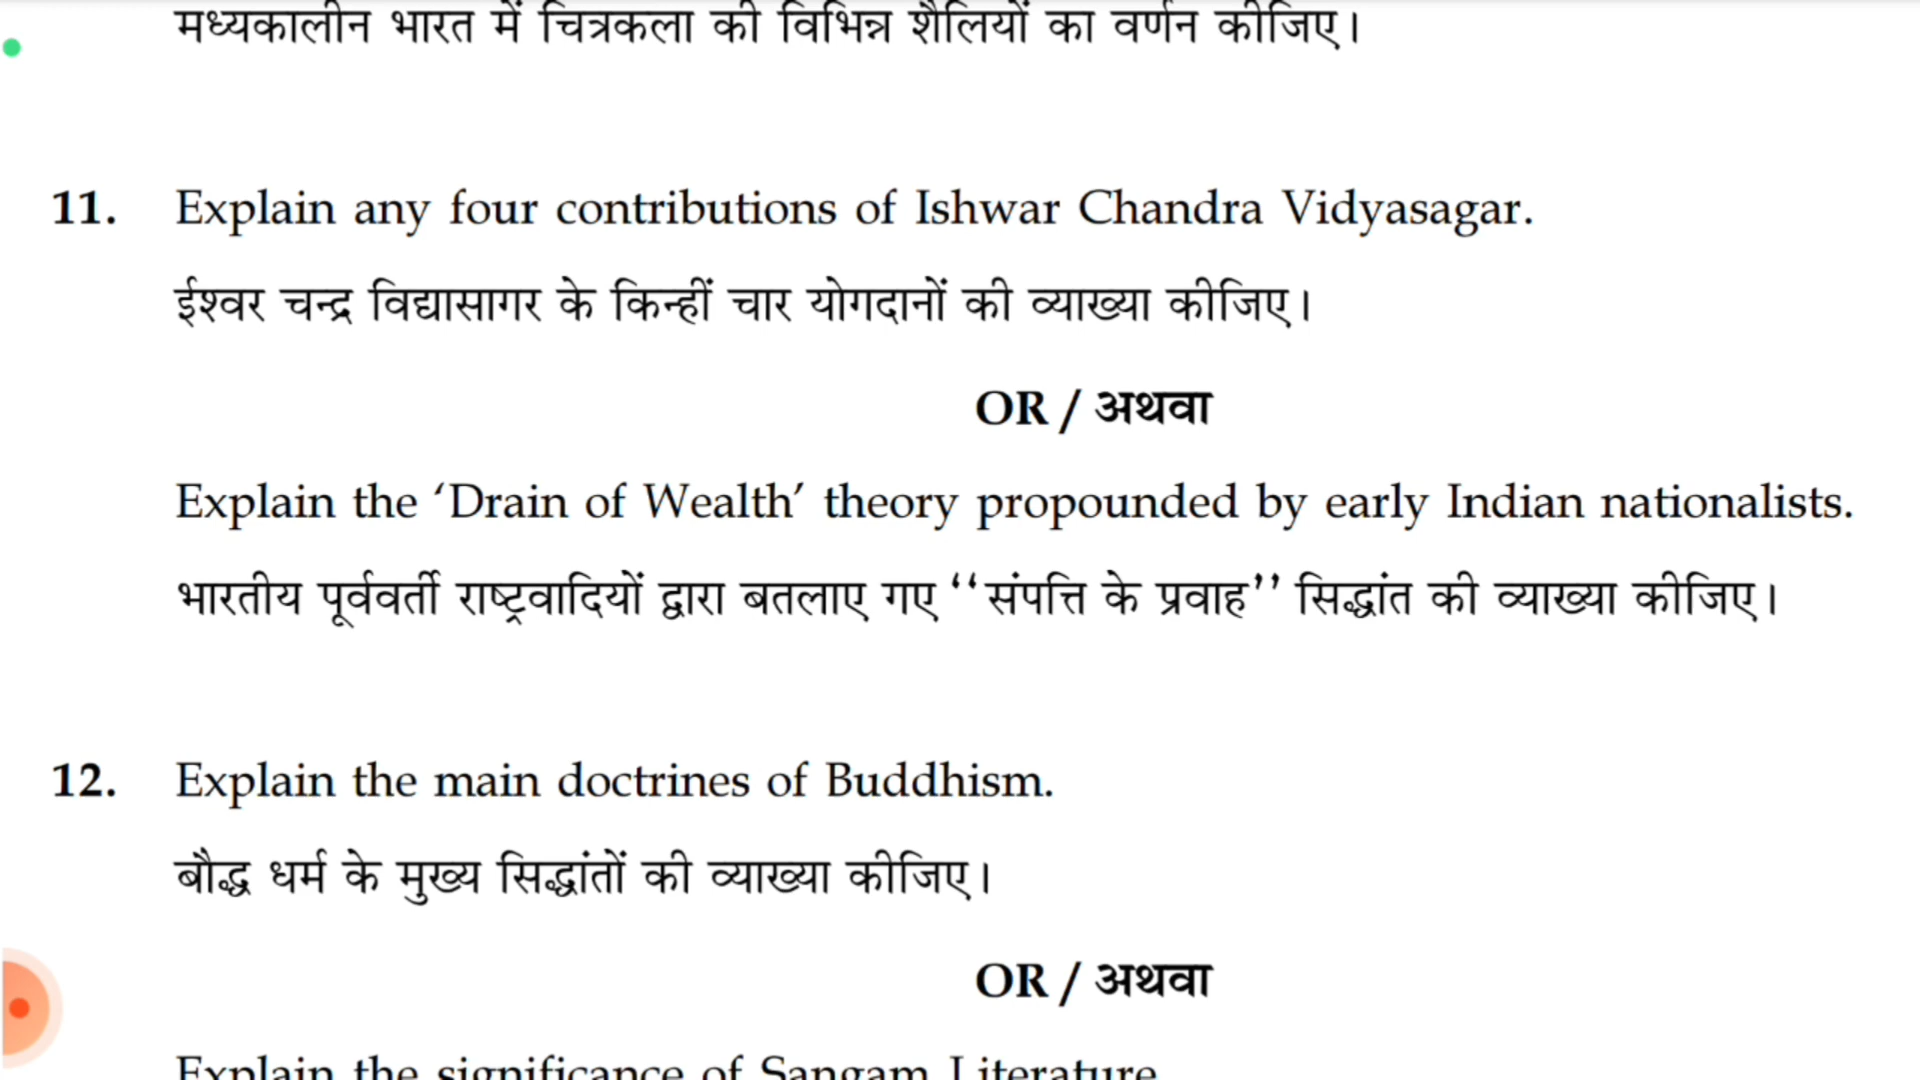 मध्यकालीन भारत में चित्रकला की विभिन्न शैलियों का वर्णन कीजिए।
11. Explain any four contributions of Ishwar Chandra Vidyasagar.
ईश्वर चन्द्र विद्यासागर के किन्हीं चार योगदानों की व्याख्या कीजिए।
OR / अथवा
Explain the ‘Drain of Wealth’ theory propounded by early Indian nationalists.
भारतीय पूर्ववर्ती राष्ट्रवादियों द्वारा बतलाए गए ‘‘संपत्ति के प्रवाह’’ सिद्धांत की व्याख्या कीजिए।
12. Explain the main doctrines of Buddhism.
बौद्ध धर्म के मुख्य सिद्धांतों की व्याख्या कीजिए।
OR / अथवा
Explain the significance of Sangam Literature.